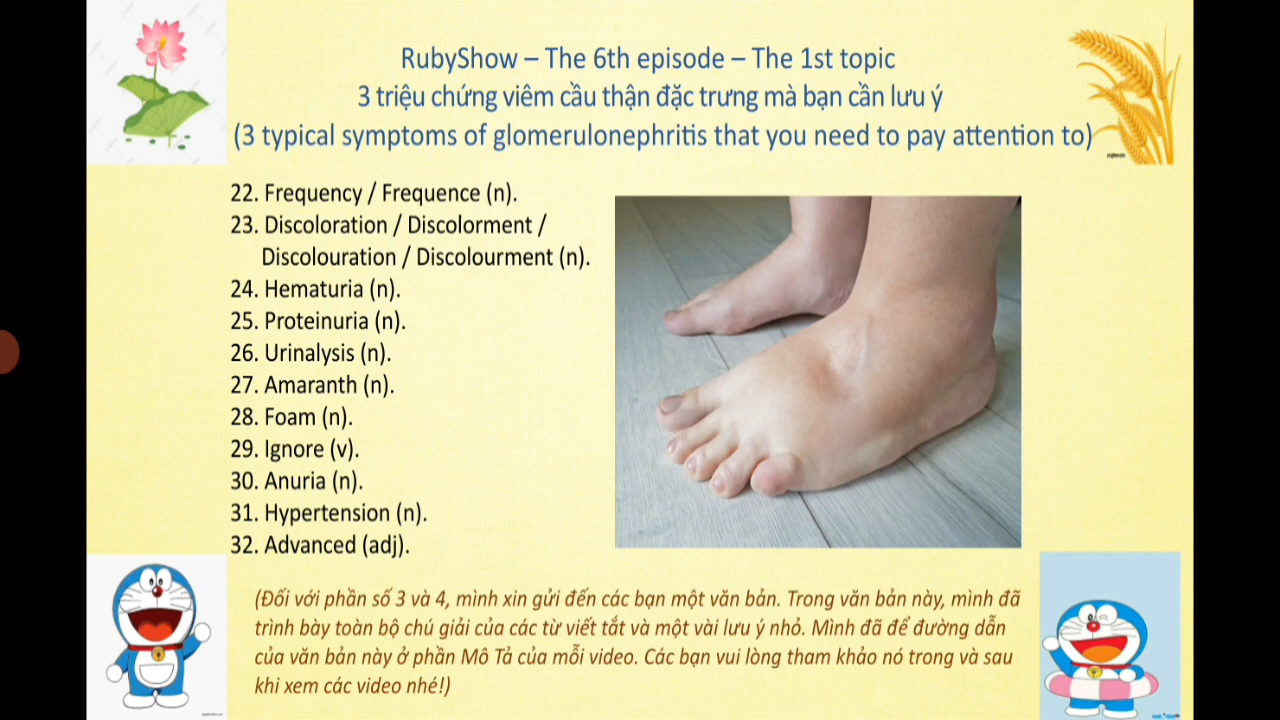 RubyShow – The 6th episode – The 1st topic
3 triệu chứng viêm cầu thận đặc trưng mà bạn cần lưu ý
(3 typical symptoms of glomerulonephritis that you need to pay attention to)
22. Frequency / Frequence (n).
23. Discoloration / Discolorment /
Discolouration / Discolourment (n).
24. Hematuria (n).
25. Proteinuria (n).
26. Urinalysis (n).
27. Amaranth (n).
28. Foam (n).
29. Ignore (v).
30. Anuria (n).
31. Hypertension (n).
32. Advanced (adj).
(Đối với phần số 3 và 4, mình xin gửi đến các bạn một văn bản. Trong văn bản này, mình đã
trình bày toàn bộ chú giải của các từ viết tắt và một vài lưu ý nhỏ. Mình đã để đường dẫn
của văn bản này ở phần Mô Tả của mỗi video. Các bạn vui lòng tham khảo nó trong và sau
khi xem các video nhé!)